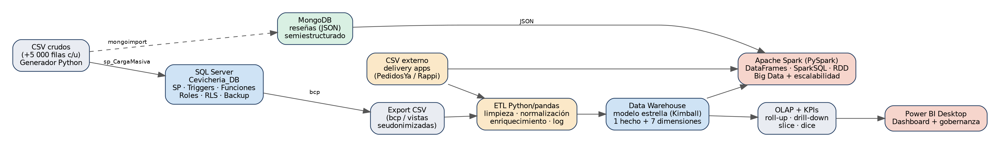 CSV crudos
(+5 000 filas c/u)
Generador Python
mongoimport
sp_CargaMasiva
MongoDB
reseñas (JSON)
semiestructurado
JSON
SQL Server
Cevicheria_DB
SP · Triggers · Funciones
Roles · RLS · Backup
bcp
CSV externo
delivery apps
(PedidosYa / Rappi)
Export CSV
(bcp / vistas
seudonimizadas)
ETL Python/pandas
limpieza · normalización
enriquecimiento · log
Data Warehouse
modelo estrella (Kimball)
1 hecho + 7 dimensiones
Apache Spark (PySpark)
DataFrames · SparkSQL · RDD
Big Data + escalabilidad
OLAP + KPIs
roll-up · drill-down
slice · dice
Power BI Desktop
Dashboard + gobernanza